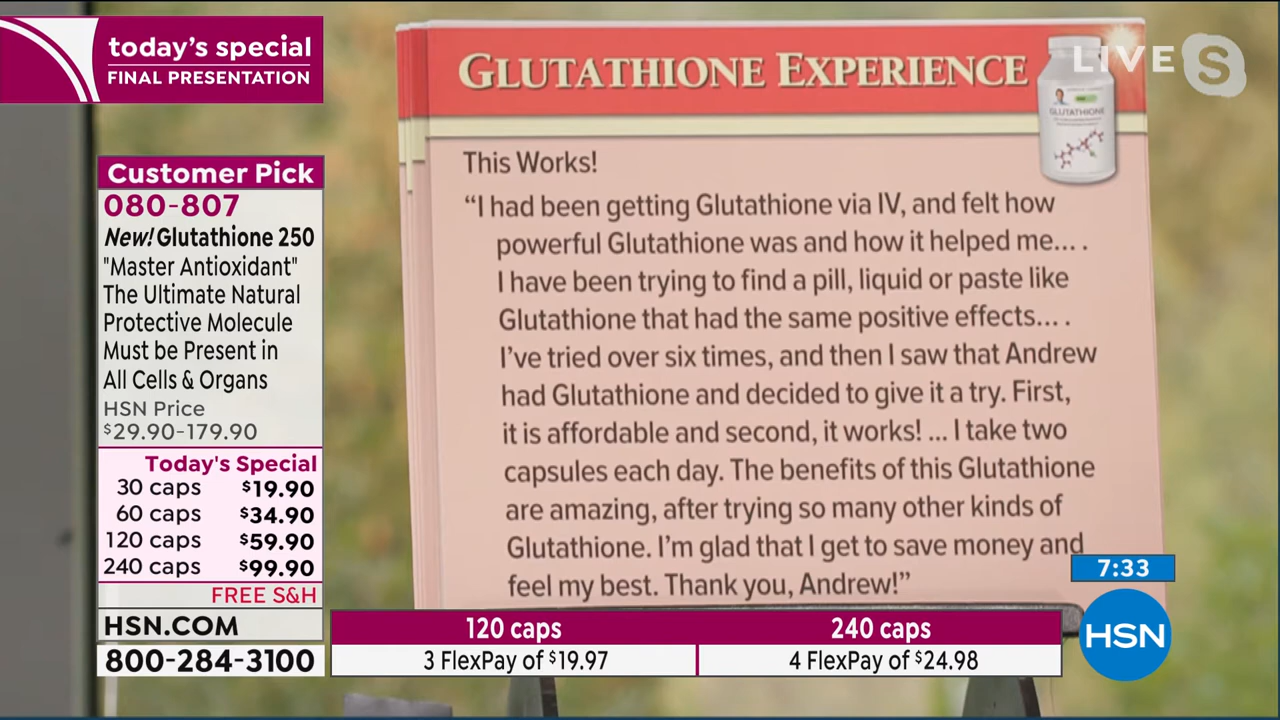 today's special
FINAL PRESENTATION
Customer Pick
080-807
New! Glutathione 250
"Master Antioxidant"
The Ultimate Natural
Protective Molecule
Must be Present in
All Cells & Organs
HSN Price
$29.90-179.90
Today's Special
30 caps $19.90
60 caps $34.90
120 caps $59.90
240 caps $99.90
FREE S&H
HSN.COM
800-284-3100
GLUTATHIONE EXPERIENCE
GLUTATHIONE
LIVE S
This Works!
“I had been getting Glutathione via IV, and felt how
powerful Glutathione was and how it helped me... .
I have been trying to find a pill, liquid or paste like
Glutathione that had the same positive effects... .
I’ve tried over six times, and then I saw that Andrew
had Glutathione and decided to give it a try. First,
it is affordable and second, it works! ... I take two
capsules each day. The benefits of this Glutathione
are amazing, after trying so many other kinds of
Glutathione. I’m glad that I get to save money and
feel my best. Thank you, Andrew!”
7:33
HSN
120 caps 240 caps
3 FlexPay of $19.97 4 FlexPay of $24.98